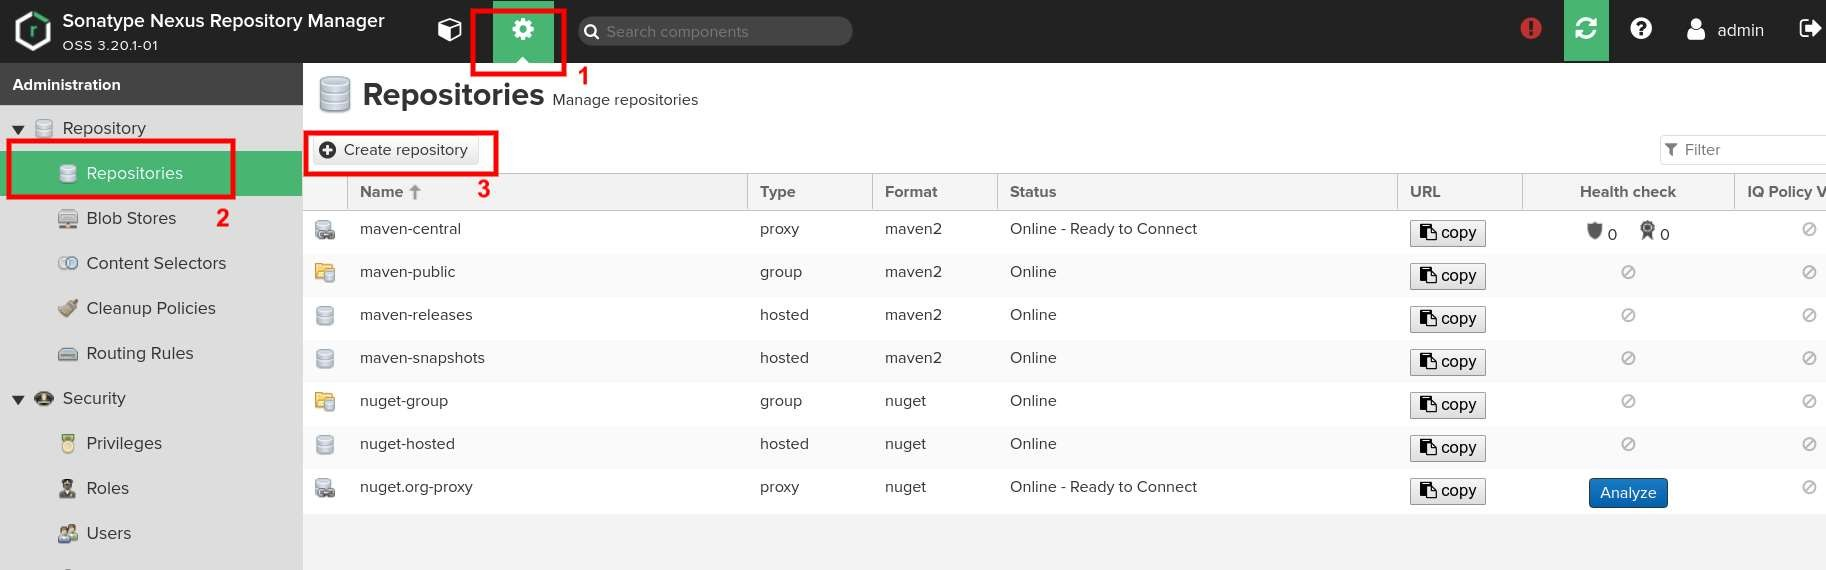 Sonatype Nexus Repository Manager
OSS 3.20.1-01
Search components
admin
1
Administration
Repository
Repositories
2
Blob Stores
Content Selectors
Cleanup Policies
Routing Rules
Security
Privileges
Roles
Users
Repositories Manage repositories
Create repository
3
Filter
Name Type Format Status URL Health check IQ Policy V
maven-central proxy maven2 Online - Ready to Connect copy 0 0
maven-public group maven2 Online copy
maven-releases hosted maven2 Online copy
maven-snapshots hosted maven2 Online copy
nuget-group group nuget Online copy
nuget-hosted hosted nuget Online copy
nuget.org-proxy proxy nuget Online - Ready to Connect copy Analyze